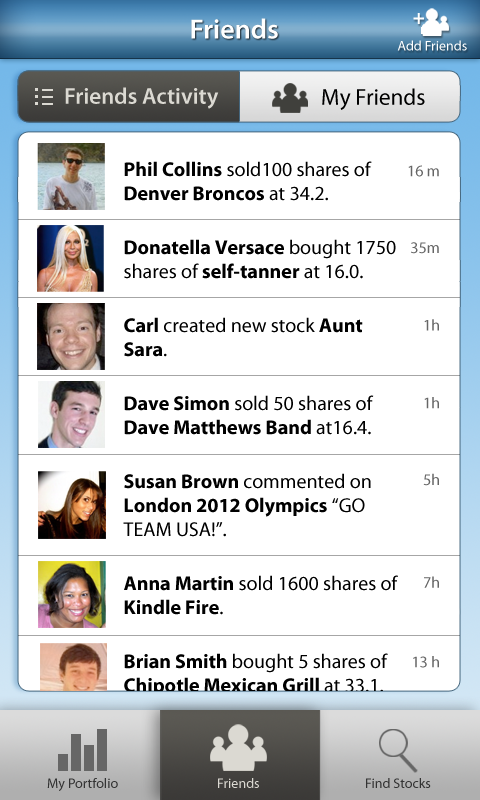 Friends
Add Friends
Friends Activity
My Friends
Phil Collins sold100 shares of
16 m
Denver Broncos at 34.2.
Donatella Versace bought 1750
35m
shares of self-tanner at 16.0.
Carl created new stock Aunt
1h
Sara.
Dave Simon sold 50 shares of
1h
Dave Matthews Band at16.4.
Susan Brown commented on
5h
London 2012 Olympics “GO
TEAM USA!”.
Anna Martin sold 1600 shares of
7h
Kindle Fire.
Brian Smith bought 5 shares of
13 h
Chipotle Mexican Grill at 33.1.
My Portfolio
Friends
Find Stocks